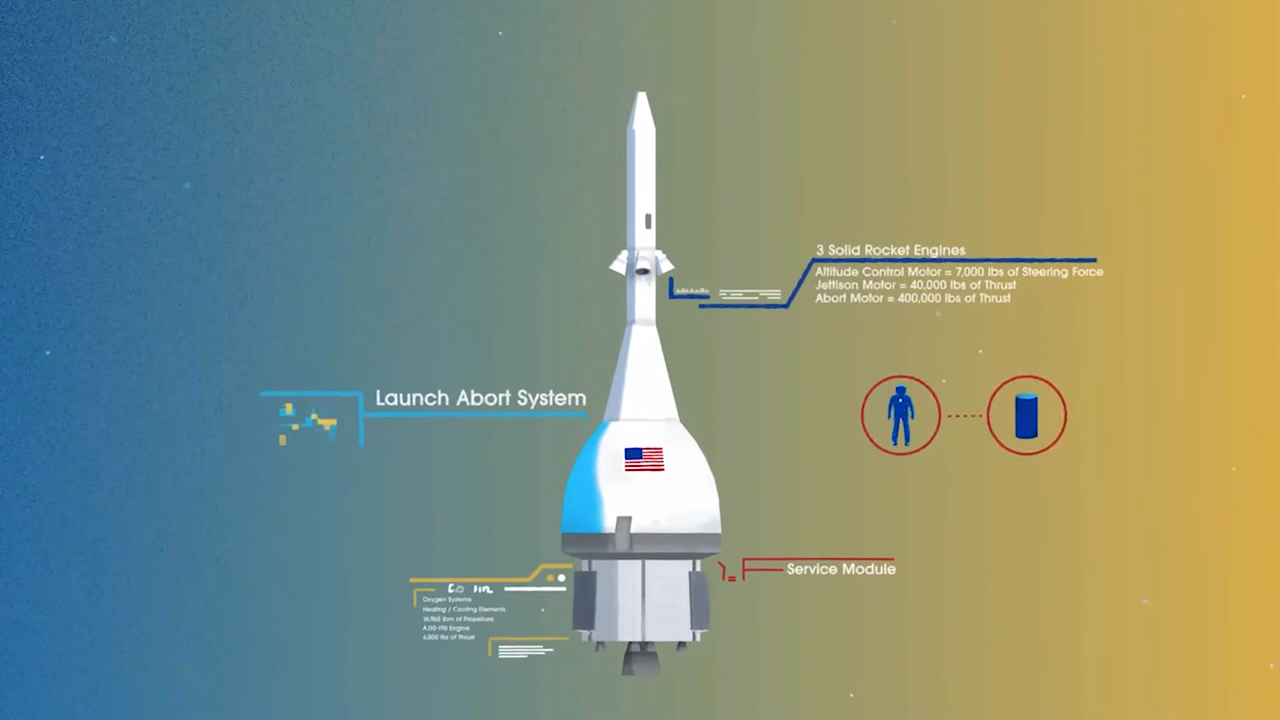 3 Solid Rocket Engines
Altitude Control Motor = 7,000 lbs of Steering Force
Jettison Motor = 40,000 lbs of Thrust
Abort Motor = 400,000 lbs of Thrust
Launch Abort System
Service Module
Oxygen Systems
Heating / Cooling Elements
of Propellans
AJ10-190 Engine
6,000 lbs of Thrust